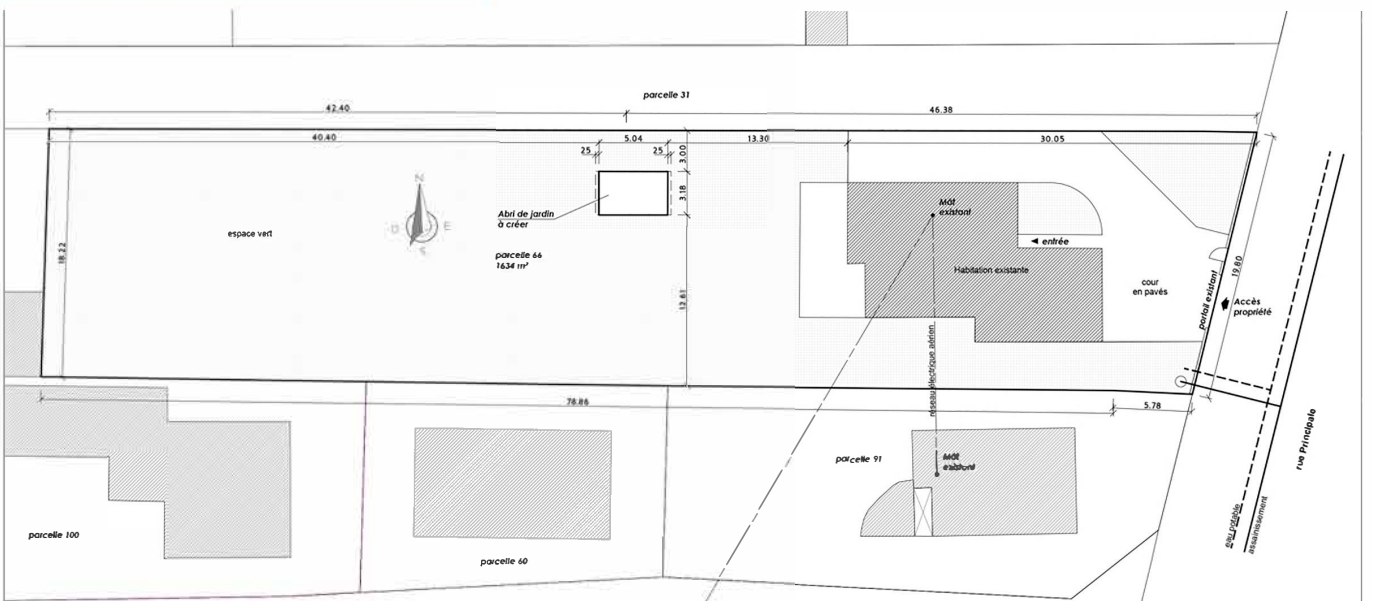 parcelle 31
42.40
46.38
40.40
5.04
13.30
30.05
25
25
3.00
3.18
N
O
E
S
Abri de jardin
à créer
Mât
existant
espace vert
entrée
parcelle 66
1634 m²
18.22
12.61
Habitation existante
cour
en pavés
portail existant
19.80
Accès
propriété
réseau électrique aérien
78.86
5.78
rue Principale
parcelle 91
Mât
existant
parcelle 100
parcelle 60
eau potable
assainissement